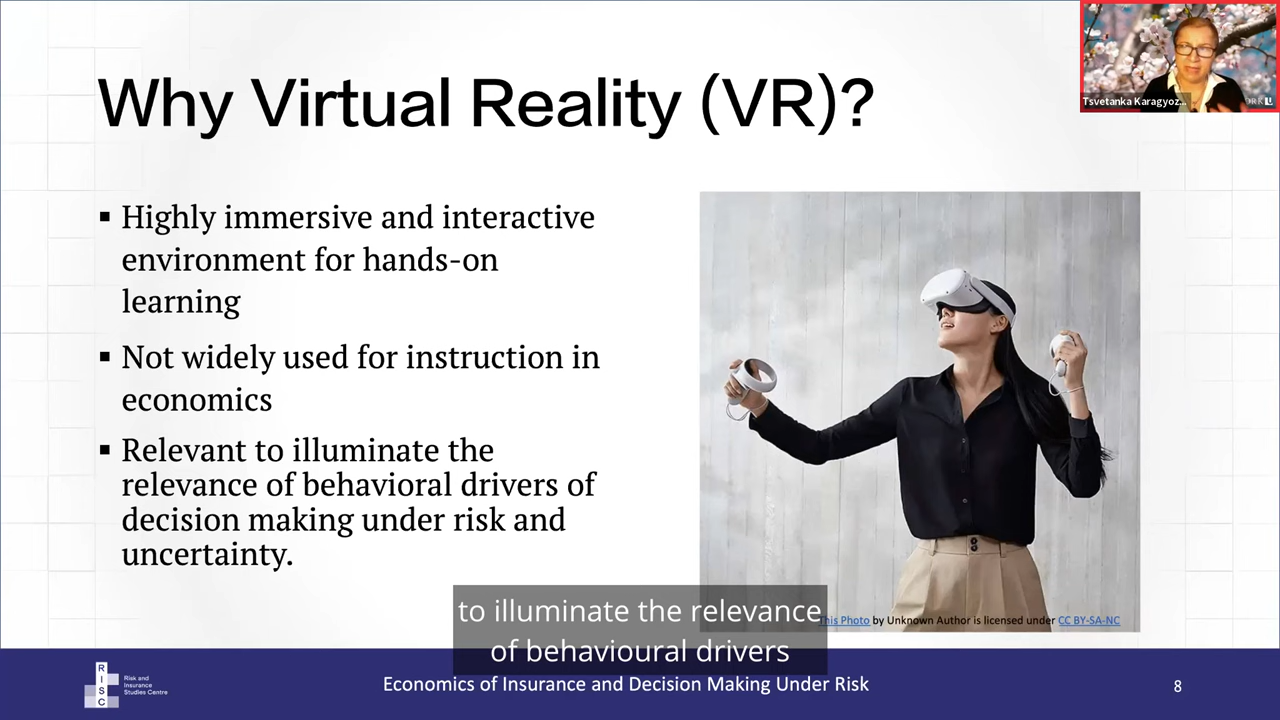 Why Virtual Reality (VR)?
Tsvetanka Karagyoz...
▪ Highly immersive and interactive
environment for hands-on
learning
▪ Not widely used for instruction in
economics
▪ Relevant to illuminate the
relevance of behavioral drivers of
decision making under risk and
uncertainty.
to illuminate the relevance
of behavioural drivers
This Photo by Unknown Author is licensed under CC BY-SA-NC
RISC
Risk and
Insurance
Studies Centre
Economics of Insurance and Decision Making Under Risk
8